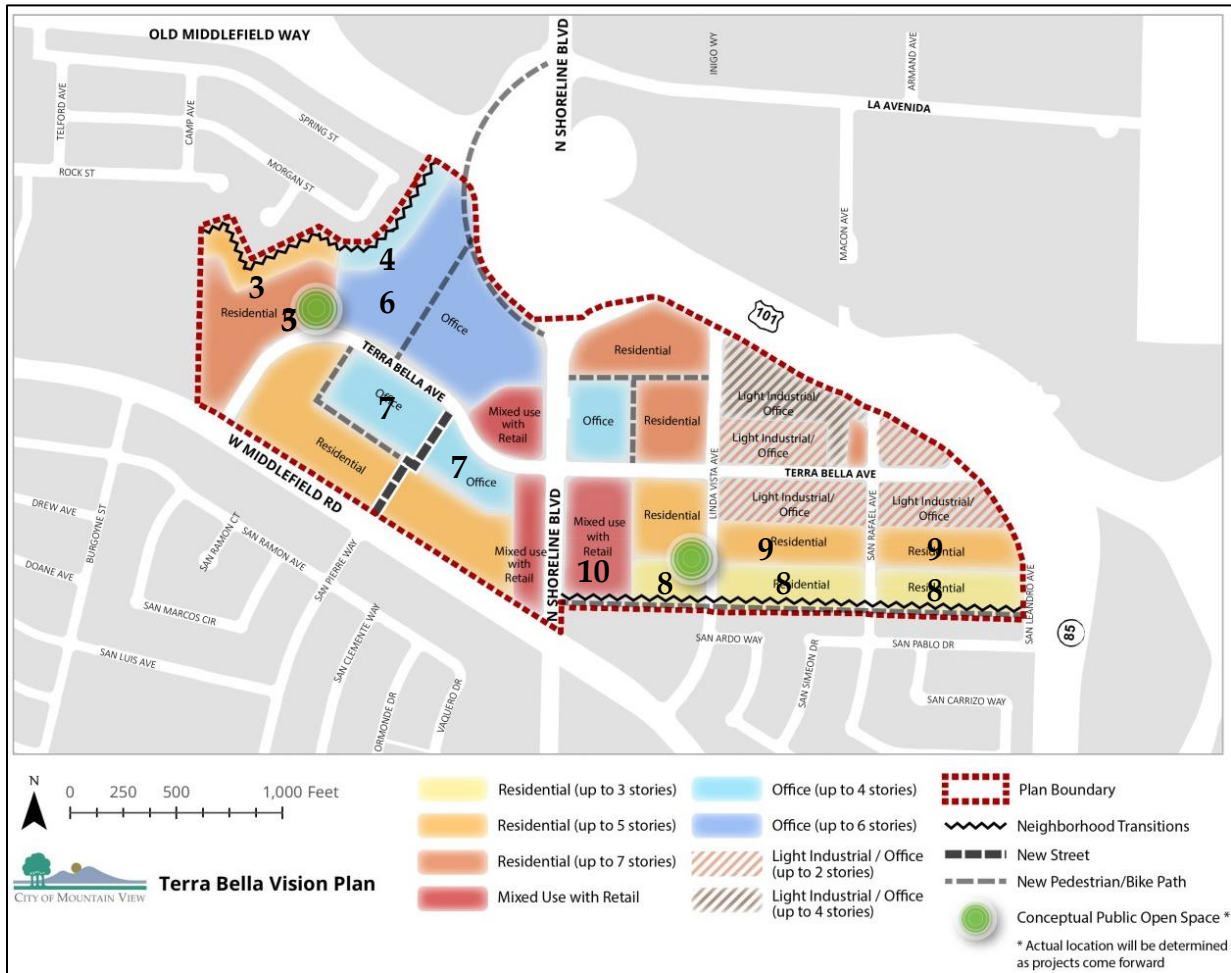 OLD MIDDLEFIELD WAY
N SHORELINE BLVD
INIGO WY
ARMAND AVE
TELFORD AVE
CAMP AVE
SPRING ST
LA AVENIDA
ROCK ST
MORGAN ST
MACON AVE
4
3
6
101
Residential
5
Office
TERRA BELLA AVE
Residential
Light Industrial/
Office
Office
7
Mixed use
with
Retail
Office
Residential
Light Industrial/
Office
Residential
7
Office
TERRA BELLA AVE
W MIDDLEFIELD RD
LINDA VISTA AVE
Light Industrial/
Office
SAN RAFAEL AVE
Light Industrial/
Office
DREW AVE
BURGOYNE ST
SAN RAMON CT
SAN RAMON AVE
Mixed use
with
Retail
N SHORELINE BLVD
Mixed use
with
Retail
10
Residential
9
Residential
9
Residential
DOANE AVE
SAN PIERRE WAY
8
8
Residential
8
Residential
SAN MARCOS CIR
SAN LUIS AVE
SAN CLEMENTE WAY
ORMONDE DR
VAQUERO DR
SAN ARDO WAY
SAN SIMEON DR
SAN PABLO DR
SAN LEANDRO AVE
85
SAN CARRIZO WAY
N
0 250 500 1,000 Feet
CITY OF MOUNTAIN VIEW
Terra Bella Vision Plan
Residential (up to 3 stories)
Residential (up to 5 stories)
Residential (up to 7 stories)
Mixed Use with Retail
Office (up to 4 stories)
Office (up to 6 stories)
Light Industrial / Office
(up to 2 stories)
Light Industrial / Office
(up to 4 stories)
Plan Boundary
Neighborhood Transitions
New Street
New Pedestrian/Bike Path
Conceptual Public Open Space *
* Actual location will be determined
as projects come forward